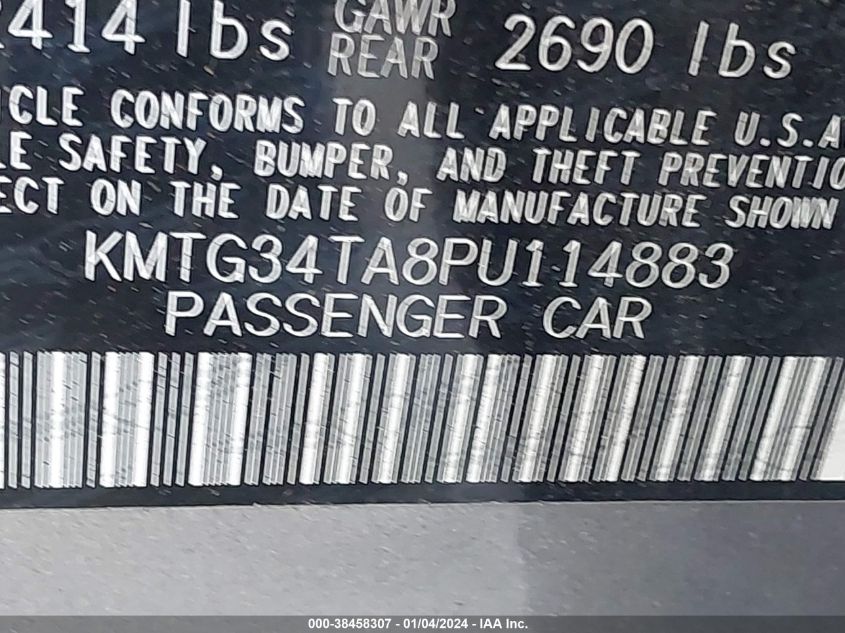 2414 lbs GAWR REAR 2690 lbs
ICLE CONFORMS TO ALL APPLICABLE U.S.A
LE SAFETY, BUMPER, AND THEFT PREVENTIO
ECT ON THE DATE OF MANUFACTURE SHOWN
KMTG34TA8PU114883
PASSENGER CAR
000-38458307 - 01/04/2024 - IAA Inc.